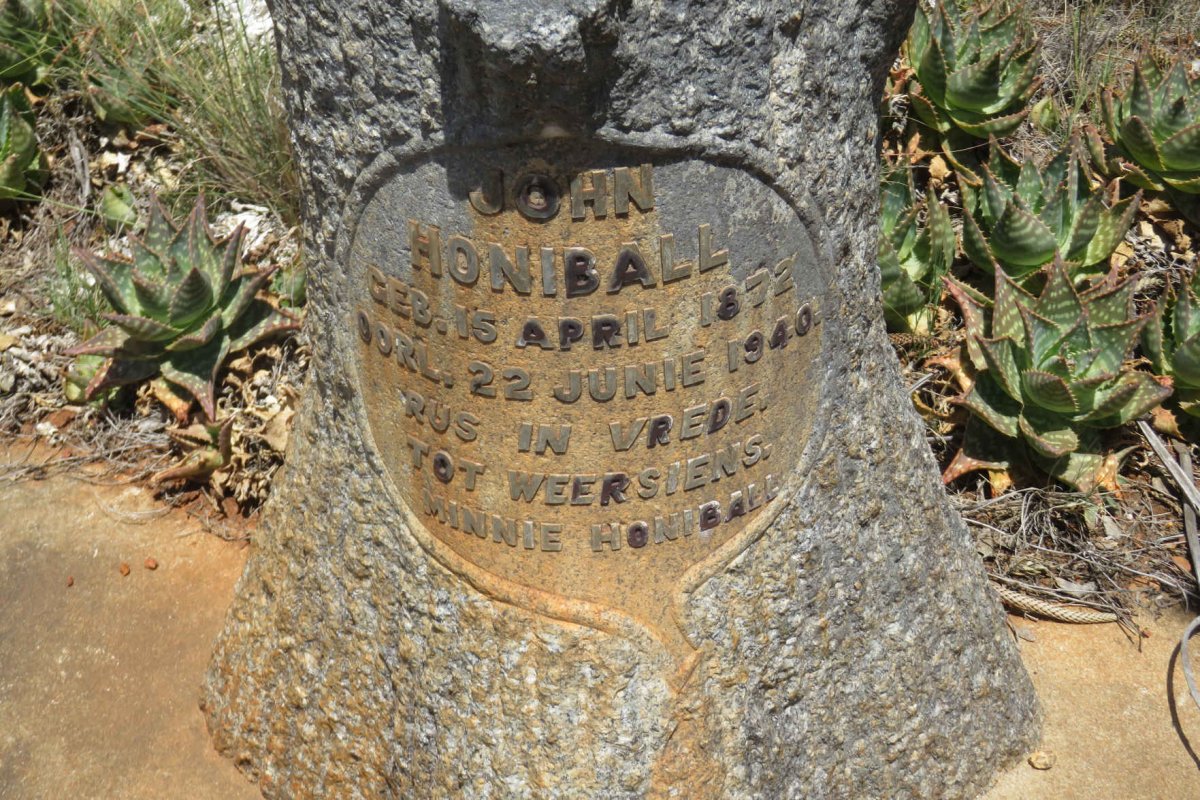 JOHN
HONIBALL
GEB. 15 APRIL 1872
OORL. 22 JUNIE 1940.
RUS IN VREDE.
TOT WEERSIENS.
MINNIE HONIBALL